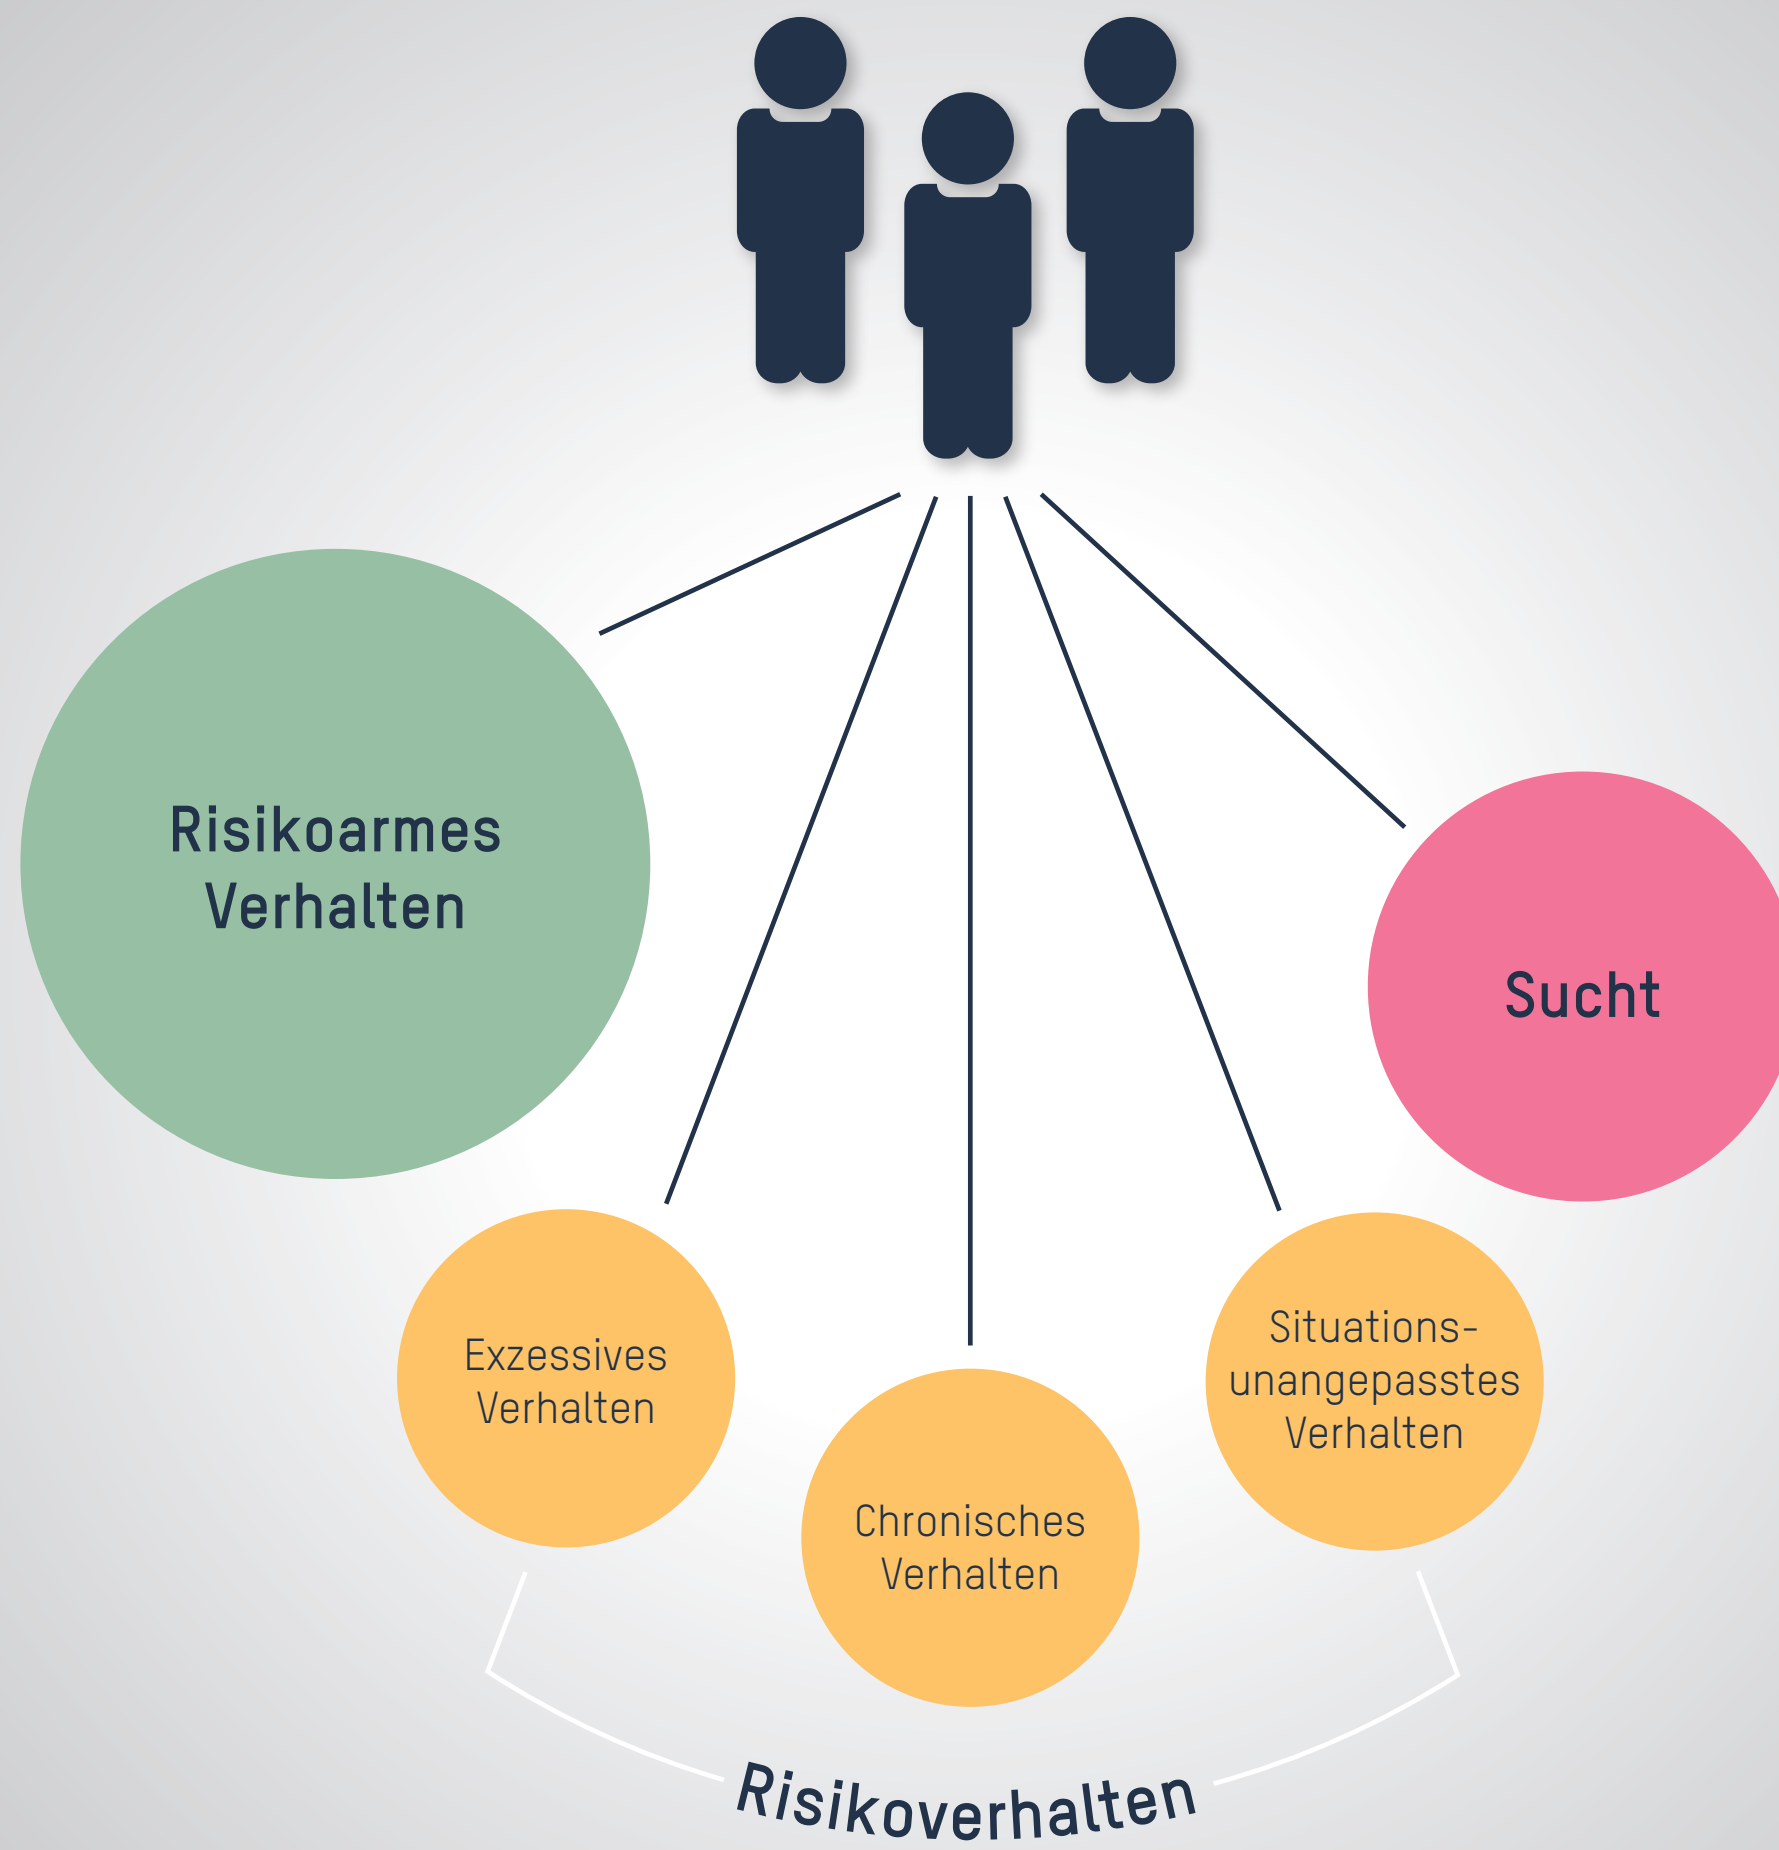 Risikoarmes
Verhalten
Sucht
Exzessives
Verhalten
Chronisches
Verhalten
Situations-
unangepasstes
Verhalten
Risikoverhalten